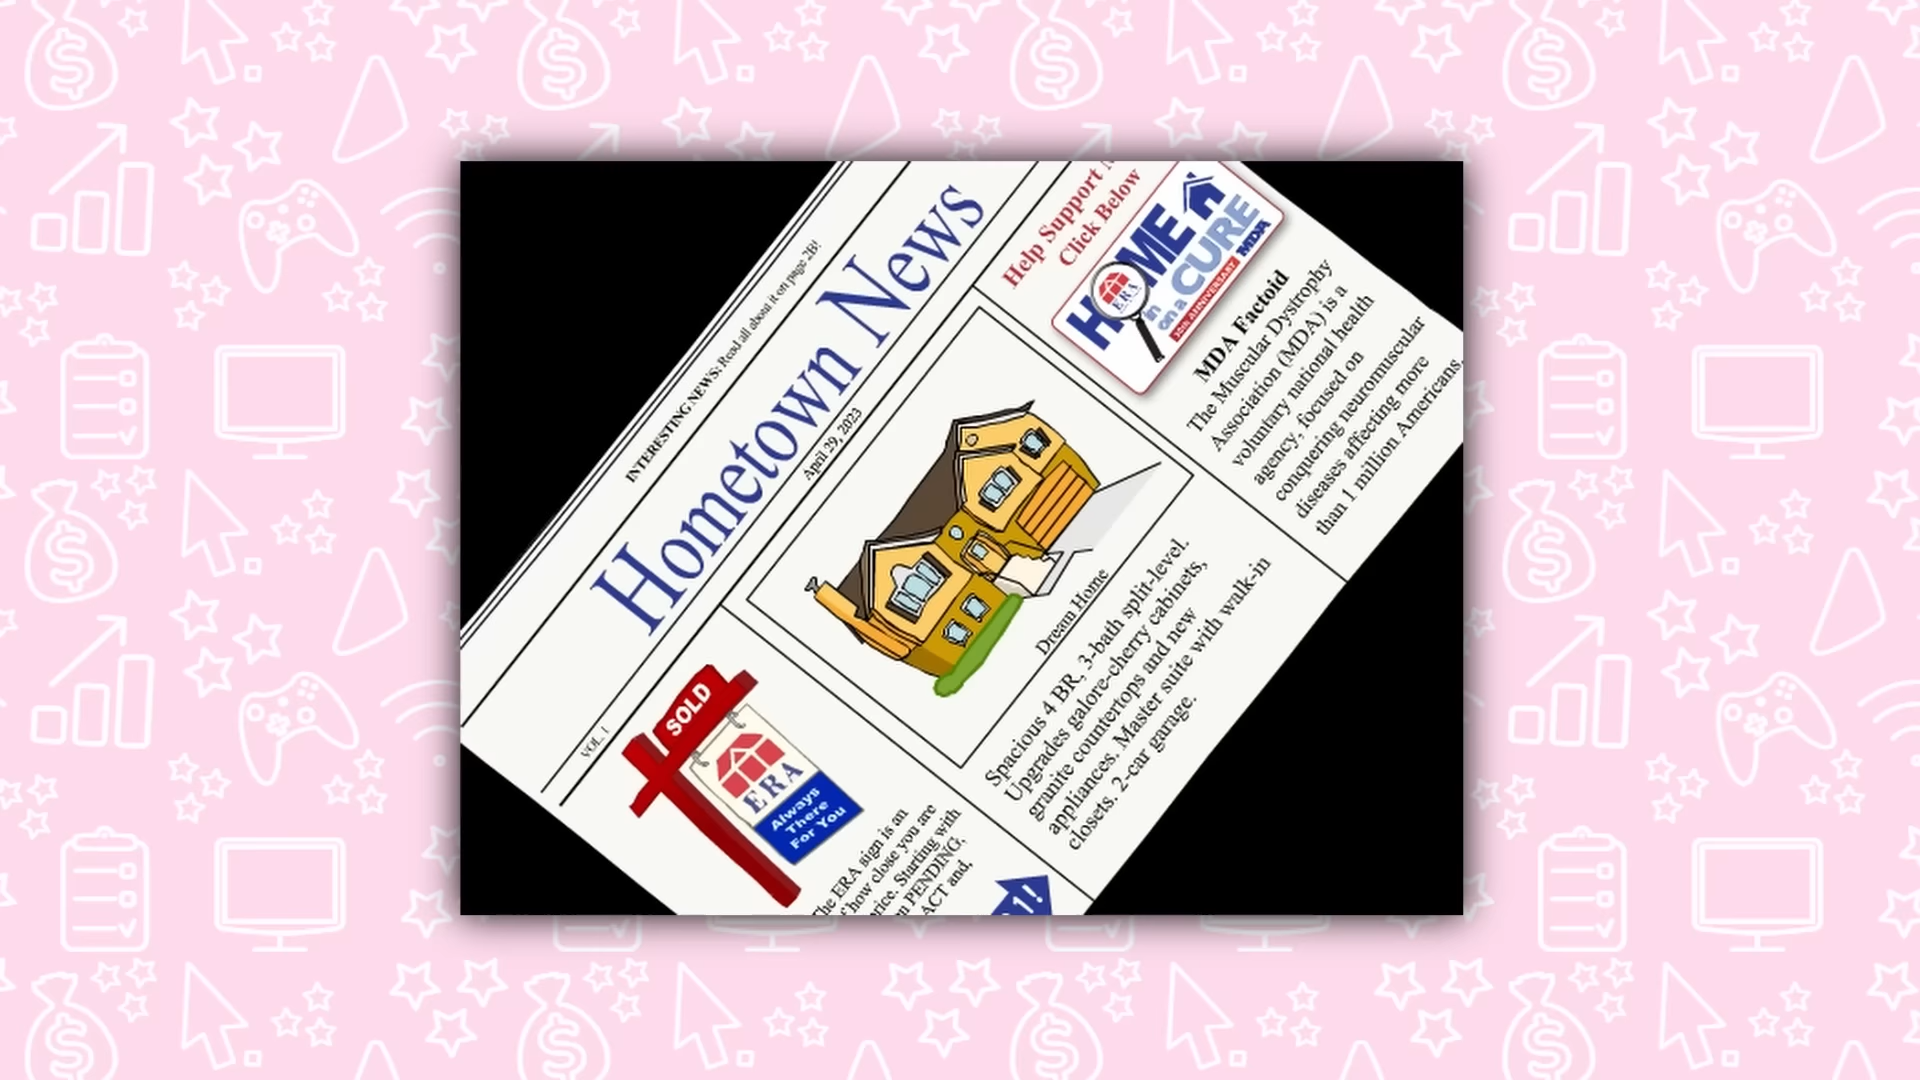 INTERESTING NEWS: Read all about it on page 2B!
Hometown News
VOL. 1
April 29, 2023
SOLD
ERA
Always
There
For You
ERA sign is an
how close you are
Starting with
PENDING,
ACT and,
1!
Dream Home
Spacious 4 BR, 3-bath split-level.
Upgrades galore-cherry cabinets,
granite countertops and new
appliances. Master suite with walk-in
closets. 2-car garage.
Help Support
Click Below
HOME
ERA
in
on a CURE
30th ANNIVERSARY MDA
MDA Factoid
The Muscular Dystrophy
Association (MDA) is a
voluntary national health
agency, focused on
conquering neuromuscular
diseases affecting more
than 1 million Americans.